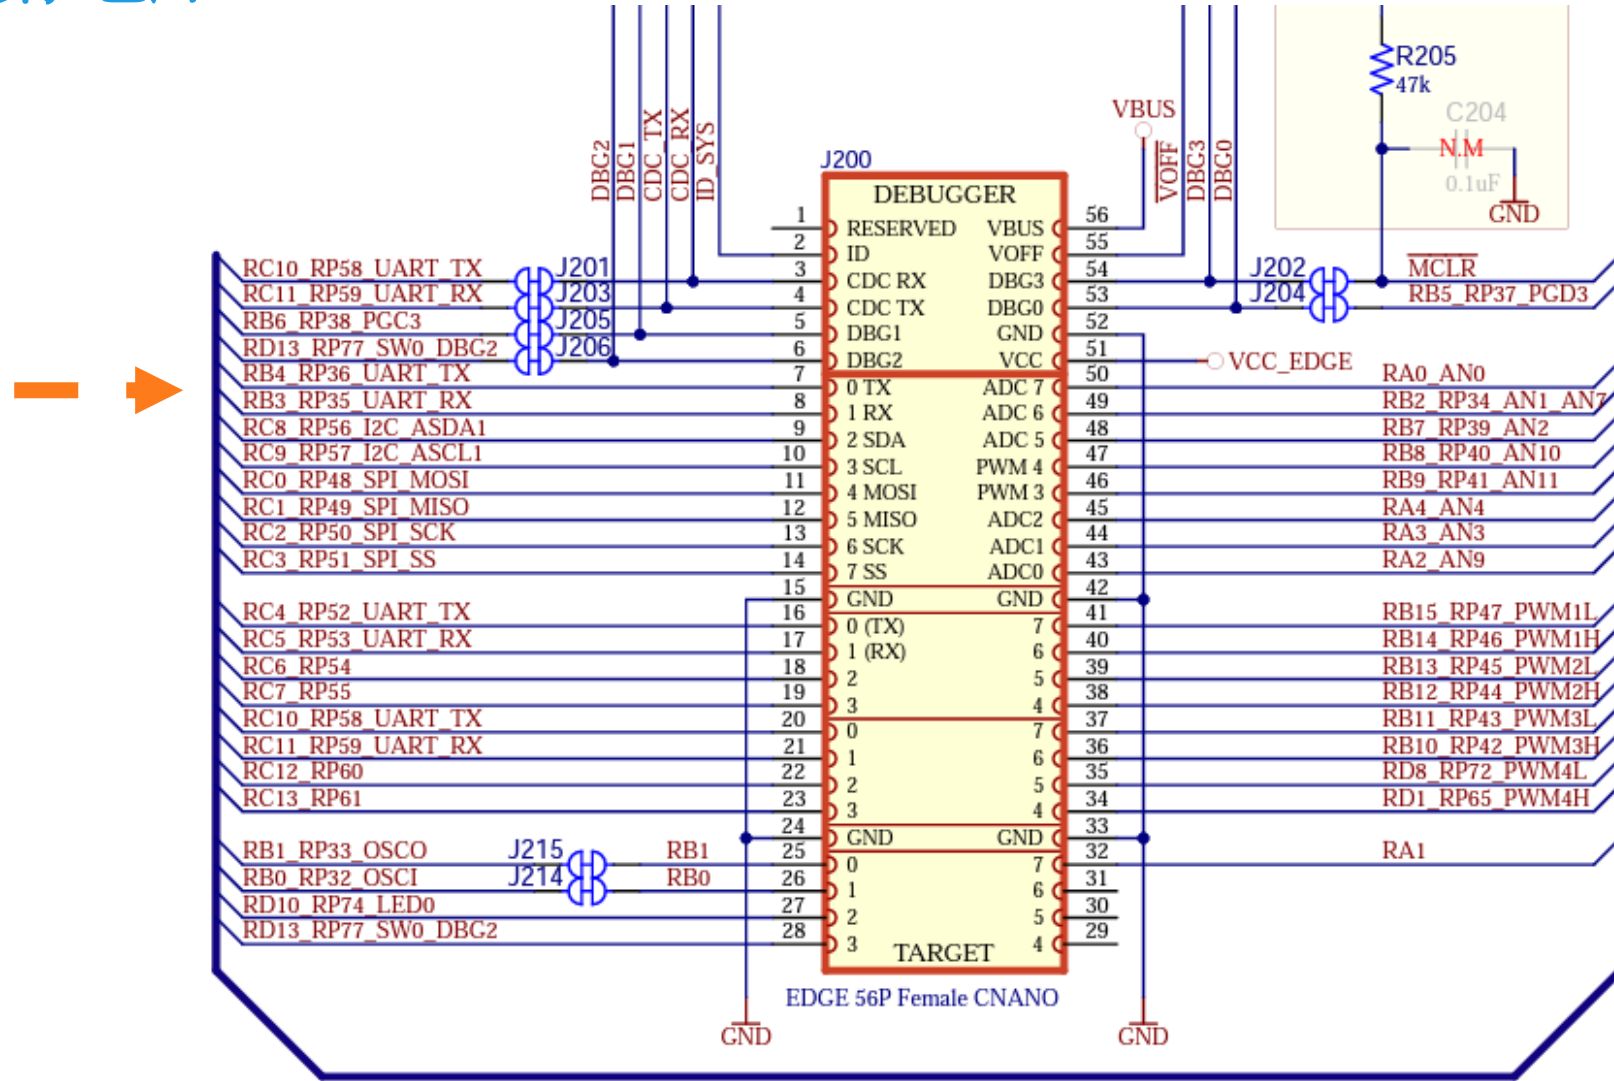 R205
47k
C204
N.M
0.1uF
GND
VBUS
DBG2
DBG1
CDC_TX
CDC_RX
ID_SYS
VOFF
DBG3
DBG0
J200
DEBUGGER
1 RESERVED VBUS 56
2 ID VOFF 55
RC10_RP58_UART_TX J201 3 CDC RX DBG3 54 J202 MCLR
RC11_RP59_UART_RX J203 4 CDC TX DBG0 53 J204 RB5_RP37_PGD3
RB6_RP38_PGC3 J205 5 DBG1 GND 52
RD13_RP77_SW0_DBG2 J206 6 DBG2 VCC 51 VCC_EDGE
RB4_RP36_UART_TX 7 0 TX ADC 7 50 RA0_AN0
RB3_RP35_UART_RX 8 1 RX ADC 6 49 RB2_RP34_AN1_AN7
RC8_RP56_I2C_ASDA1 9 2 SDA ADC 5 48 RB7_RP39_AN2
RC9_RP57_I2C_ASCL1 10 3 SCL PWM 4 47 RB8_RP40_AN10
RC0_RP48_SPI_MOSI 11 4 MOSI PWM 3 46 RB9_RP41_AN11
RC1_RP49_SPI_MISO 12 5 MISO ADC2 45 RA4_AN4
RC2_RP50_SPI_SCK 13 6 SCK ADC1 44 RA3_AN3
RC3_RP51_SPI_SS 14 7 SS ADC0 43 RA2_AN9
15 GND GND 42
RC4_RP52_UART_TX 16 0 (TX) 7 41 RB15_RP47_PWM1L
RC5_RP53_UART_RX 17 1 (RX) 6 40 RB14_RP46_PWM1H
RC6_RP54 18 2 5 39 RB13_RP45_PWM2L
RC7_RP55 19 3 4 38 RB12_RP44_PWM2H
RC10_RP58_UART_TX 20 0 7 37 RB11_RP43_PWM3L
RC11_RP59_UART_RX 21 1 6 36 RB10_RP42_PWM3H
RC12_RP60 22 2 5 35 RD8_RP72_PWM4L
RC13_RP61 23 3 4 34 RD1_RP65_PWM4H
24 GND GND 33
RB1_RP33_OSCO J215 RB1 25 0 7 32 RA1
RB0_RP32_OSCI J214 RB0 26 1 6 31
RD10_RP74_LED0 27 2 5 30
RD13_RP77_SW0_DBG2 28 3 4 29
TARGET
EDGE 56P Female CNANO
GND GND